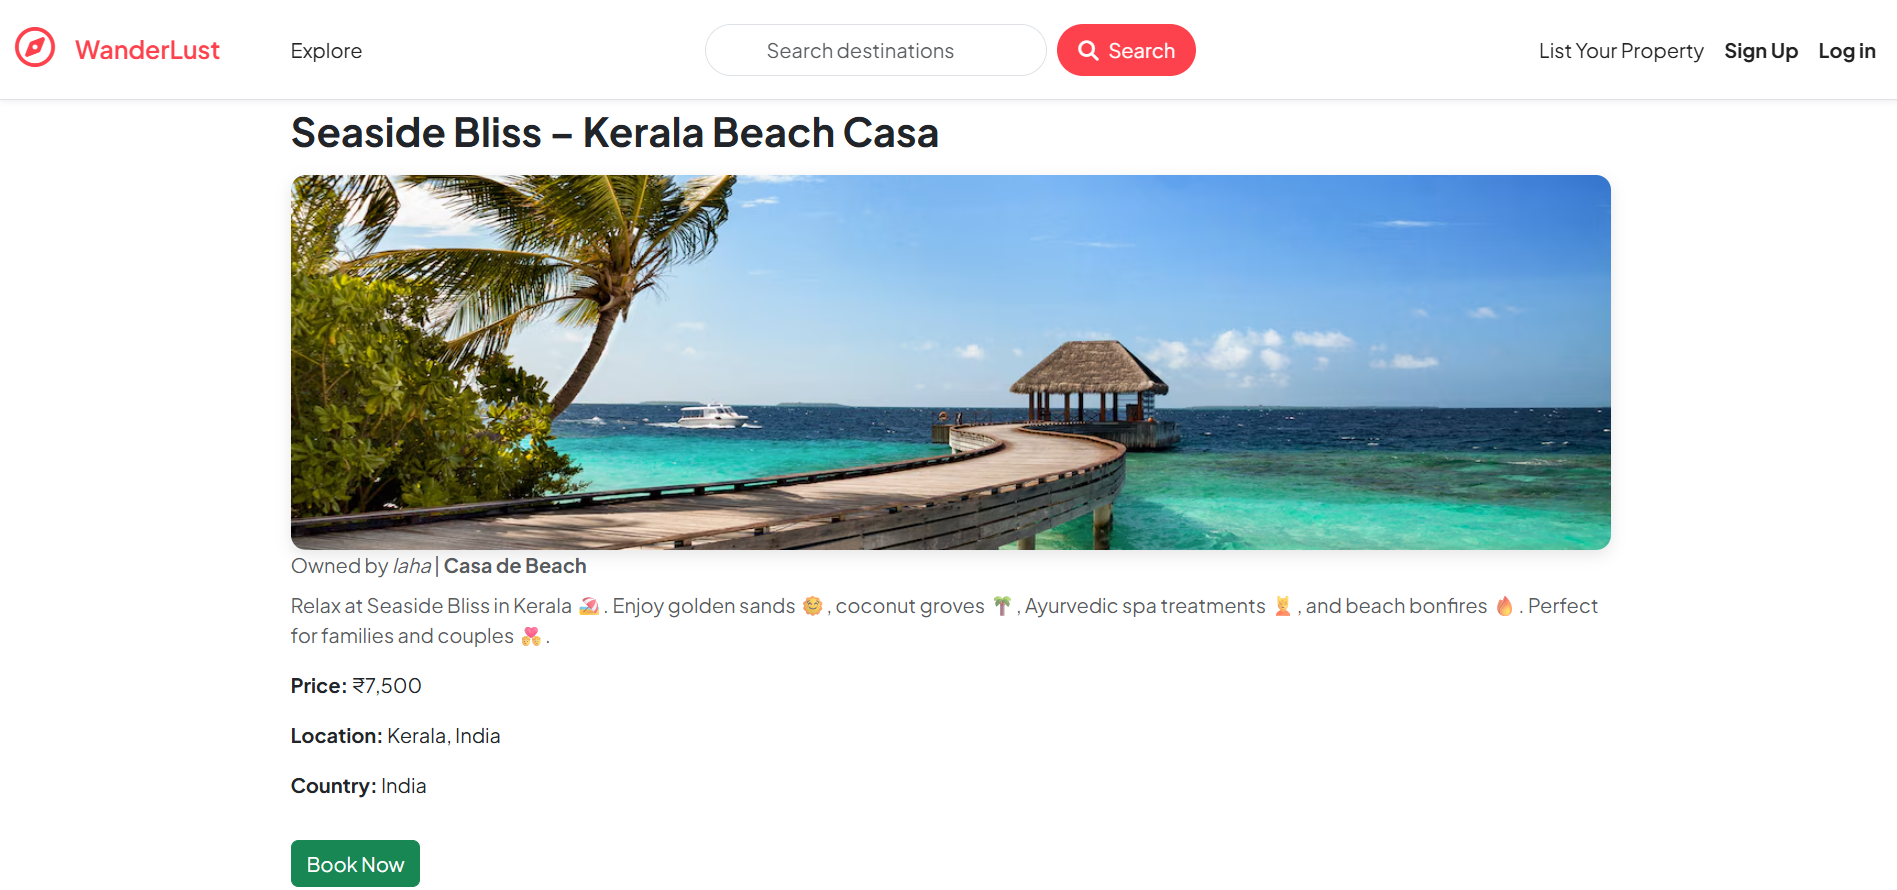 WanderLust Explore Search destinations Search List Your Property Sign Up Log in
Seaside Bliss – Kerala Beach Casa
Owned by laha | Casa de Beach
Relax at Seaside Bliss in Kerala 🏖️. Enjoy golden sands 🌞, coconut groves 🌴, Ayurvedic spa treatments 💆, and beach bonfires 🔥. Perfect
for families and couples 💏.
Price: ₹7,500
Location: Kerala, India
Country: India
Book Now